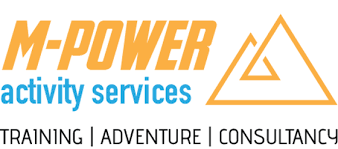 M-POWER
activity services
TRAINING | ADVENTURE | CONSULTANCY